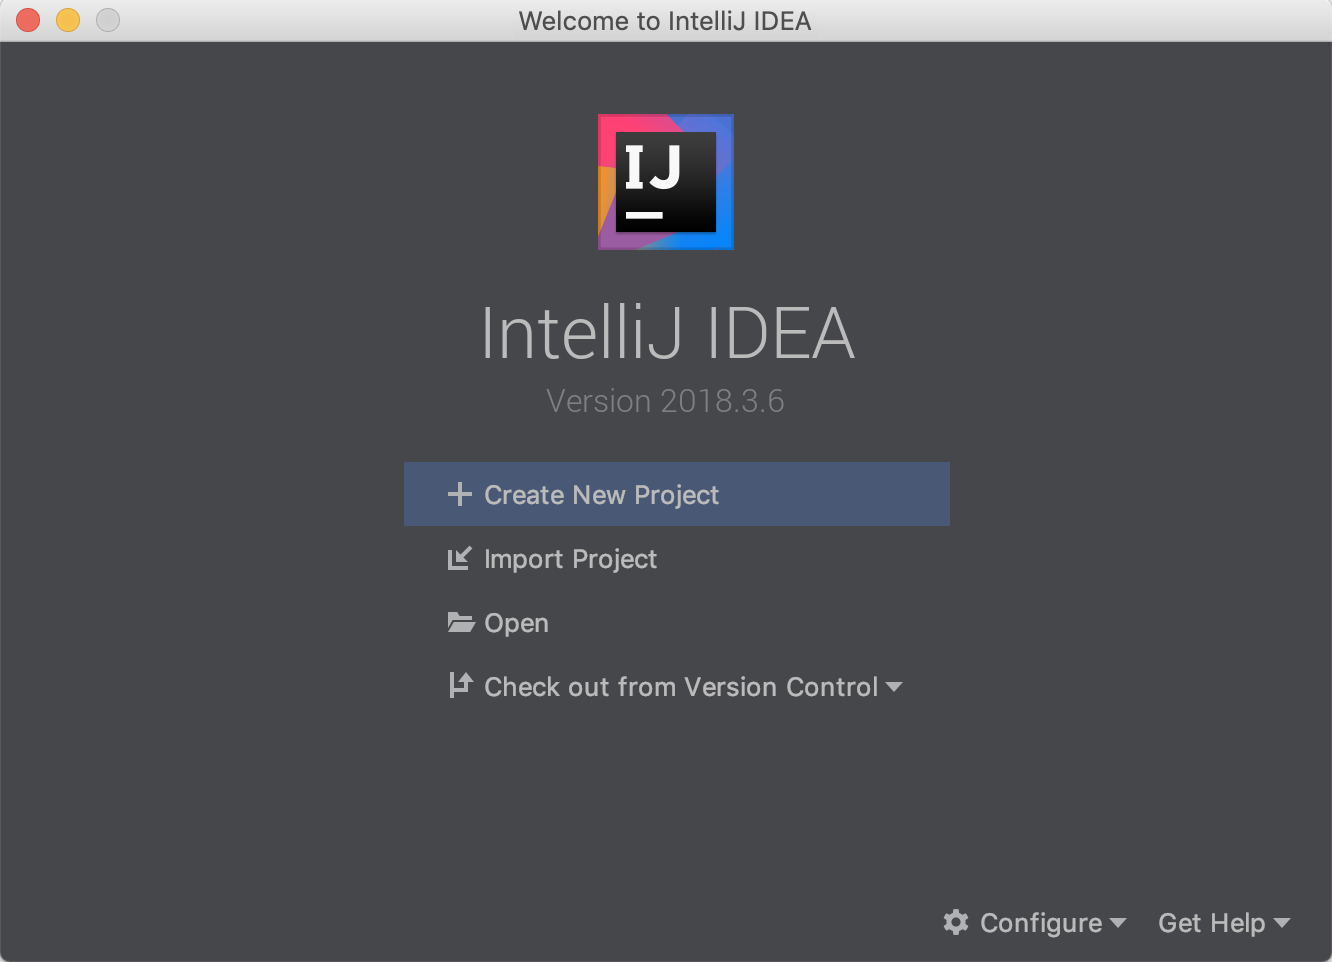 Welcome to IntelliJ IDEA
IJ
IntelliJ IDEA
Version 2018.3.6
Create New Project
Import Project
Open
Check out from Version Control
Configure
Get Help